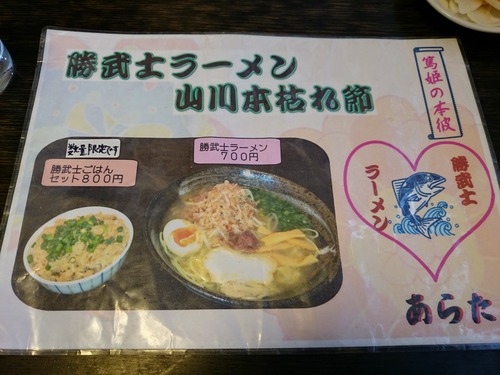 勝武士ラーメン
山川本枯れ節
篤姫の本彼
数量限定です
勝武士ラーメン
700円
勝武士ごはん
セット800円
勝武士
ラーメン
あらた